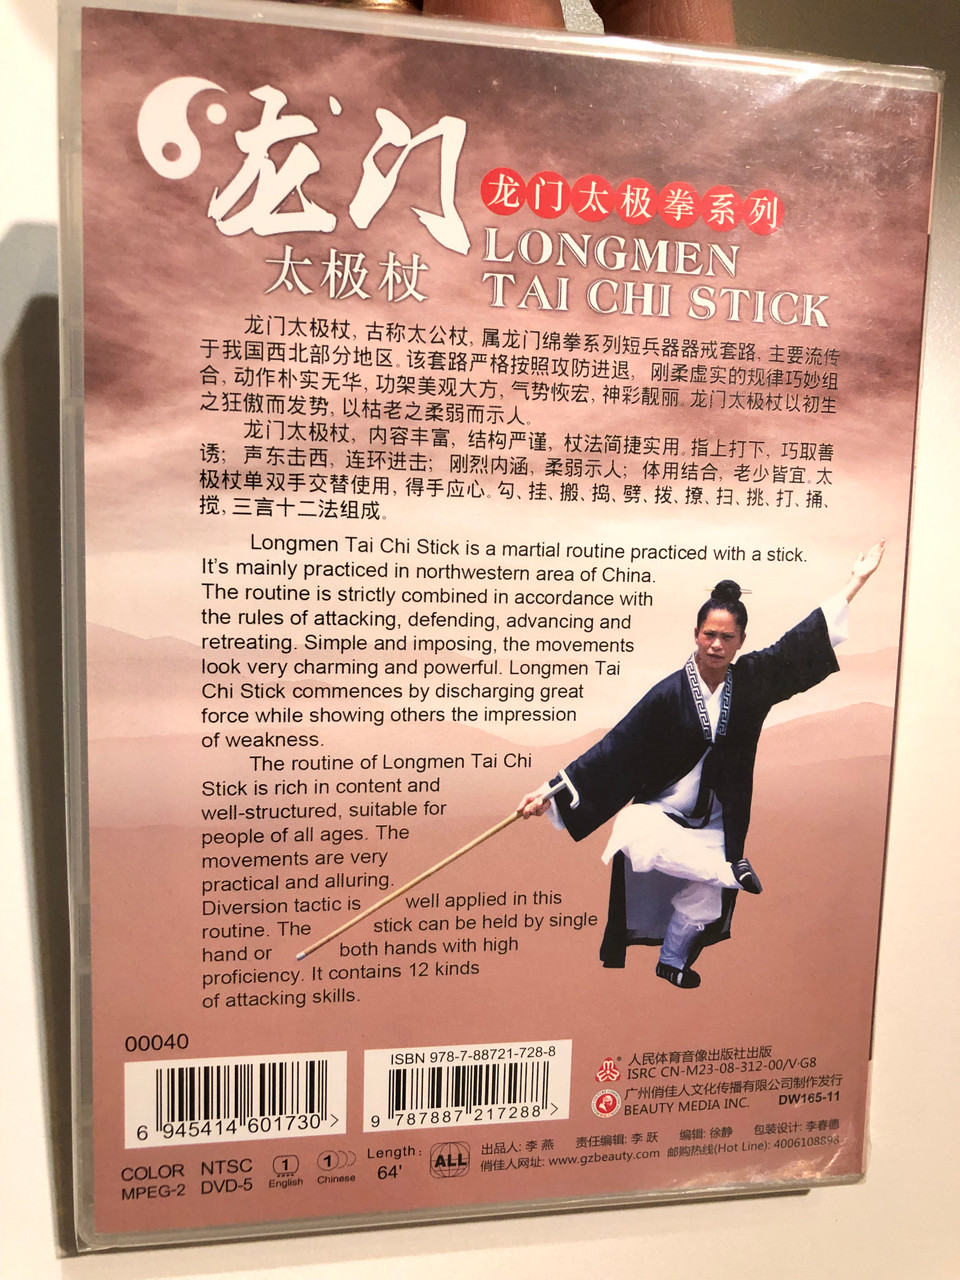 龙门
太极杖
龙门太极拳系列
LONGMEN
TAI CHI STICK
龙门太极杖，古称太公杖，属龙门绵拳系列短兵器器戒套路，主要流传
于我国西北部分地区。该套路严格按照攻防进退， 刚柔虚实的规律巧妙组
合，动作朴实无华，功架美观大方，气势恢宏，神彩靓丽。龙门太极杖以初生
之狂傲而发势，以枯老之柔弱而示人。
龙门太极杖，内容丰富，结构严谨，杖法简捷实用。指上打下，巧取善
诱；声东击西，连环进击；刚烈内涵，柔弱示人；体用结合，老少皆宜。太
极杖单双手交替使用，得手应心。勾、挂、搬、捣、劈、拨、撩、扫、挑、打、捅、
搅，三言十二法组成。
Longmen Tai Chi Stick is a martial routine practiced with a stick.
It's mainly practiced in northwestern area of China.
The routine is strictly combined in accordance with
the rules of attacking, defending, advancing and
retreating. Simple and imposing, the movements
look very charming and powerful. Longmen Tai
Chi Stick commences by discharging great
force while showing others the impression
of weakness.
The routine of Longmen Tai Chi
Stick is rich in content and
well-structured, suitable for
people of all ages. The
movements are very
practical and alluring.
Diversion tactic is well applied in this
routine. The stick can be held by single
hand or both hands with high
proficiency. It contains 12 kinds
of attacking skills.
00040
6 945414 601730 >
ISBN 978-7-88721-728-8
9 787887 217288 >
人民体育音像出版社出版
ISRC CN-M23-08-312-00/V·G8
广州俏佳人文化传播有限公司制作发行
BEAUTY MEDIA INC. DW165-11
COLOR NTSC
MPEG-2 DVD-5
1 English
1 Chinese
Length:
64'
ALL
出品人: 李 燕 责任编辑: 李 跃 编辑: 徐静 包装设计: 李春德
俏佳人网址: www.gzbeauty.com 邮购热线(Hot Line): 4006108898